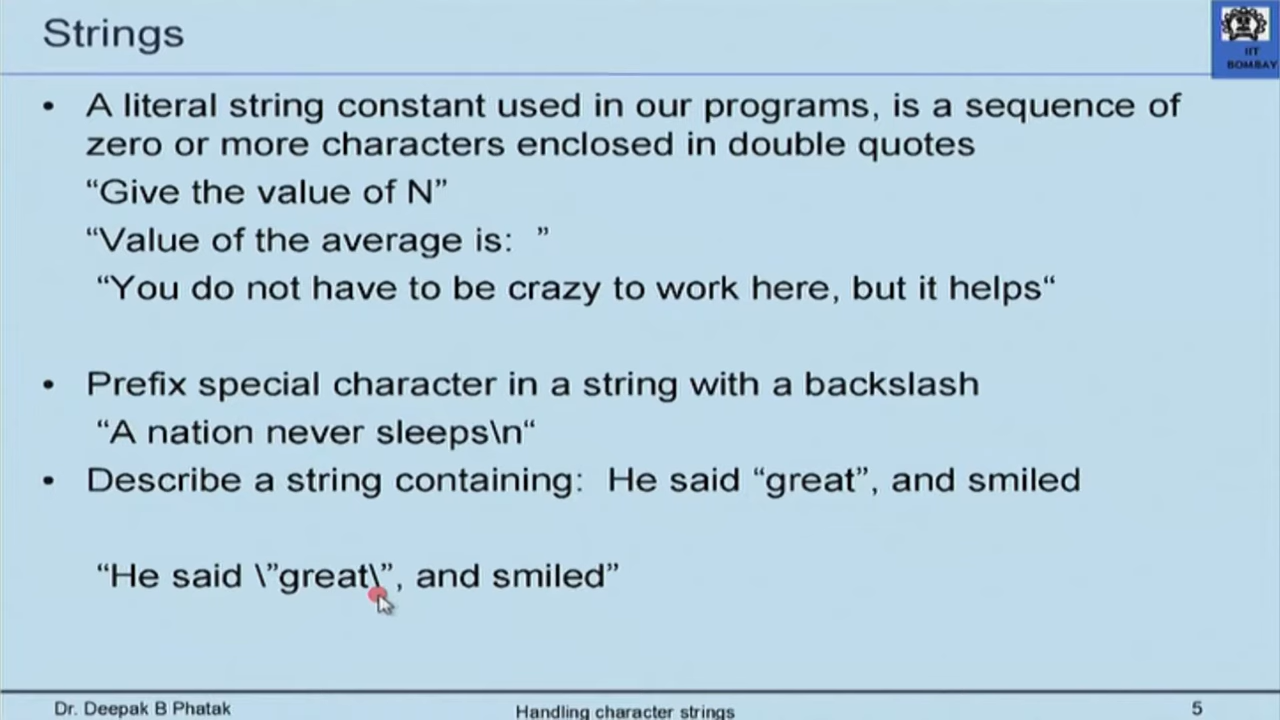 Strings
IIT
BOMBAY
• A literal string constant used in our programs, is a sequence of
zero or more characters enclosed in double quotes
“Give the value of N”
“Value of the average is:  ”
“You do not have to be crazy to work here, but it helps“
• Prefix special character in a string with a backslash
“A nation never sleeps\n“
• Describe a string containing:  He said “great”, and smiled
“He said \”great\”, and smiled”
Dr. Deepak B Phatak
Handling character strings
5